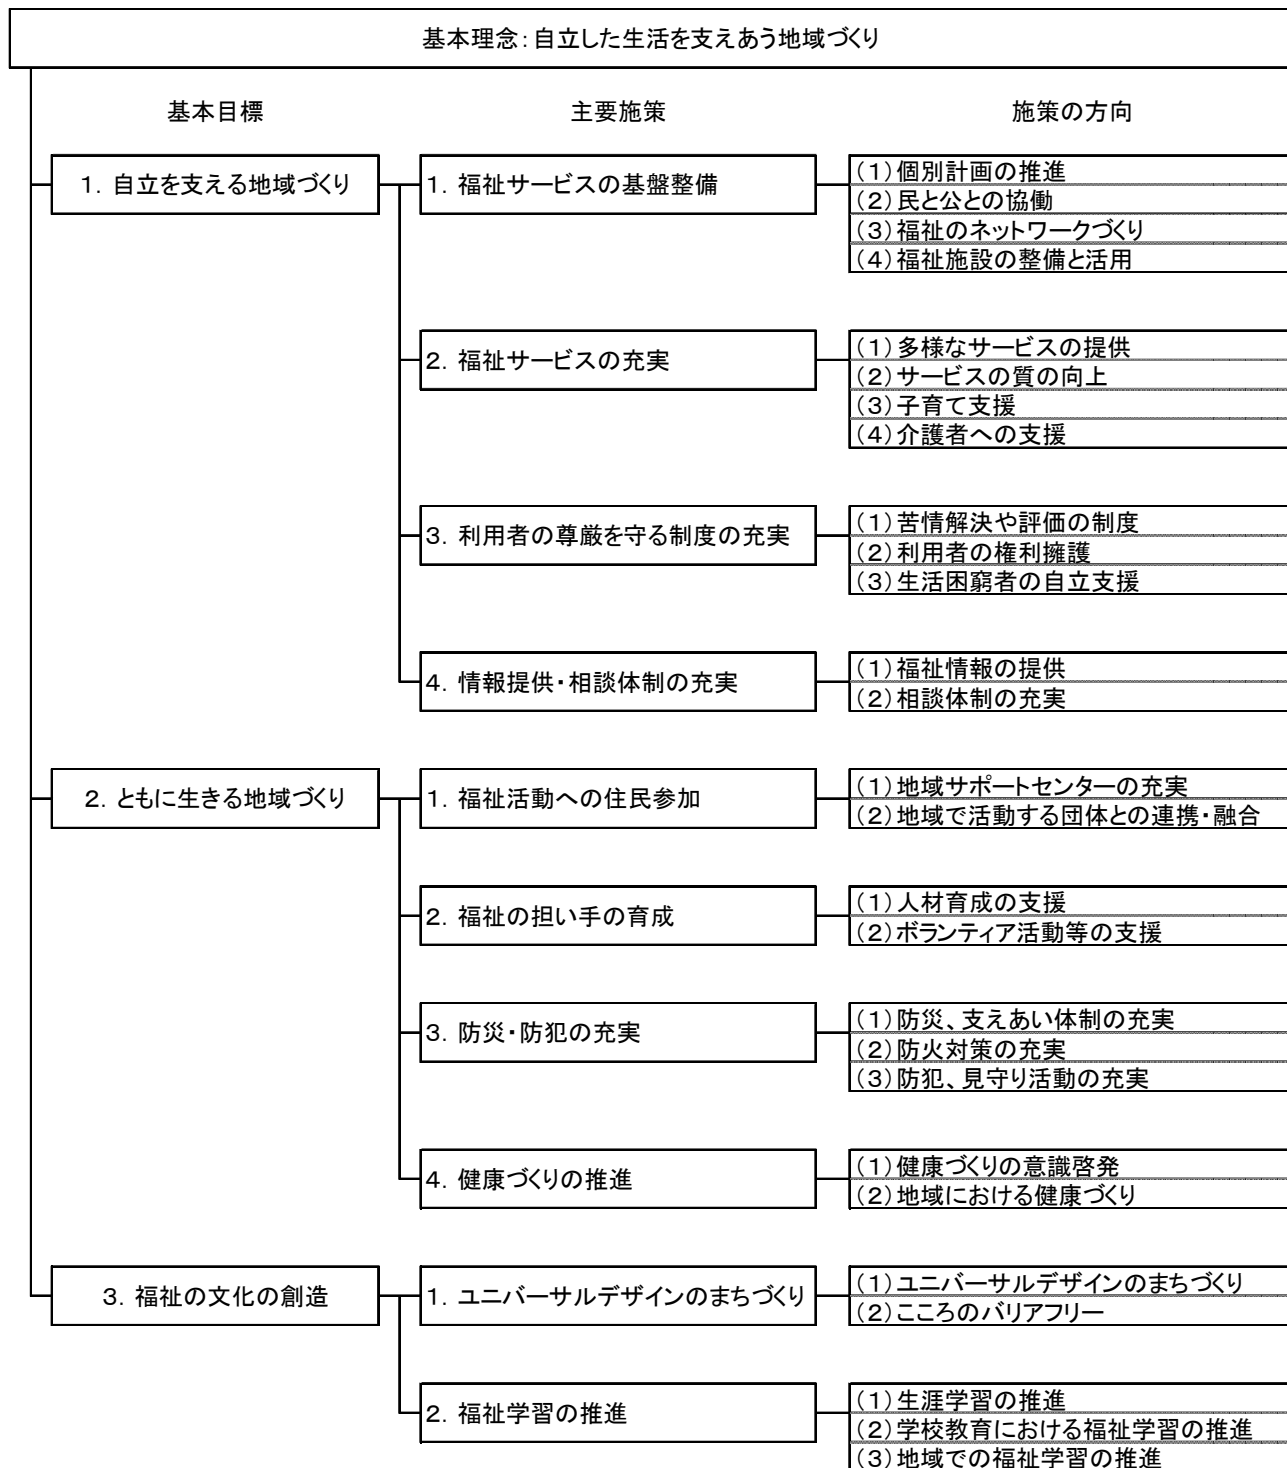 基本理念：自立した生活を支えあう地域づくり
基本目標
主要施策
施策の方向
1．自立を支える地域づくり
1．福祉サービスの基盤整備
（1）個別計画の推進
（2）民と公との協働
（3）福祉のネットワークづくり
（4）福祉施設の整備と活用
2．福祉サービスの充実
（1）多様なサービスの提供
（2）サービスの質の向上
（3）子育て支援
（4）介護者への支援
3．利用者の尊厳を守る制度の充実
（1）苦情解決や評価の制度
（2）利用者の権利擁護
（3）生活困窮者の自立支援
4．情報提供・相談体制の充実
（1）福祉情報の提供
（2）相談体制の充実
2．ともに生きる地域づくり
1．福祉活動への住民参加
（1）地域サポートセンターの充実
（2）地域で活動する団体との連携・融合
2．福祉の担い手の育成
（1）人材育成の支援
（2）ボランティア活動等の支援
3．防災・防犯の充実
（1）防災、支えあい体制の充実
（2）防火対策の充実
（3）防犯、見守り活動の充実
4．健康づくりの推進
（1）健康づくりの意識啓発
（2）地域における健康づくり
3．福祉の文化の創造
1．ユニバーサルデザインのまちづくり
（1）ユニバーサルデザインのまちづくり
（2）こころのバリアフリー
2．福祉学習の推進
（1）生涯学習の推進
（2）学校教育における福祉学習の推進
（3）地域での福祉学習の推進